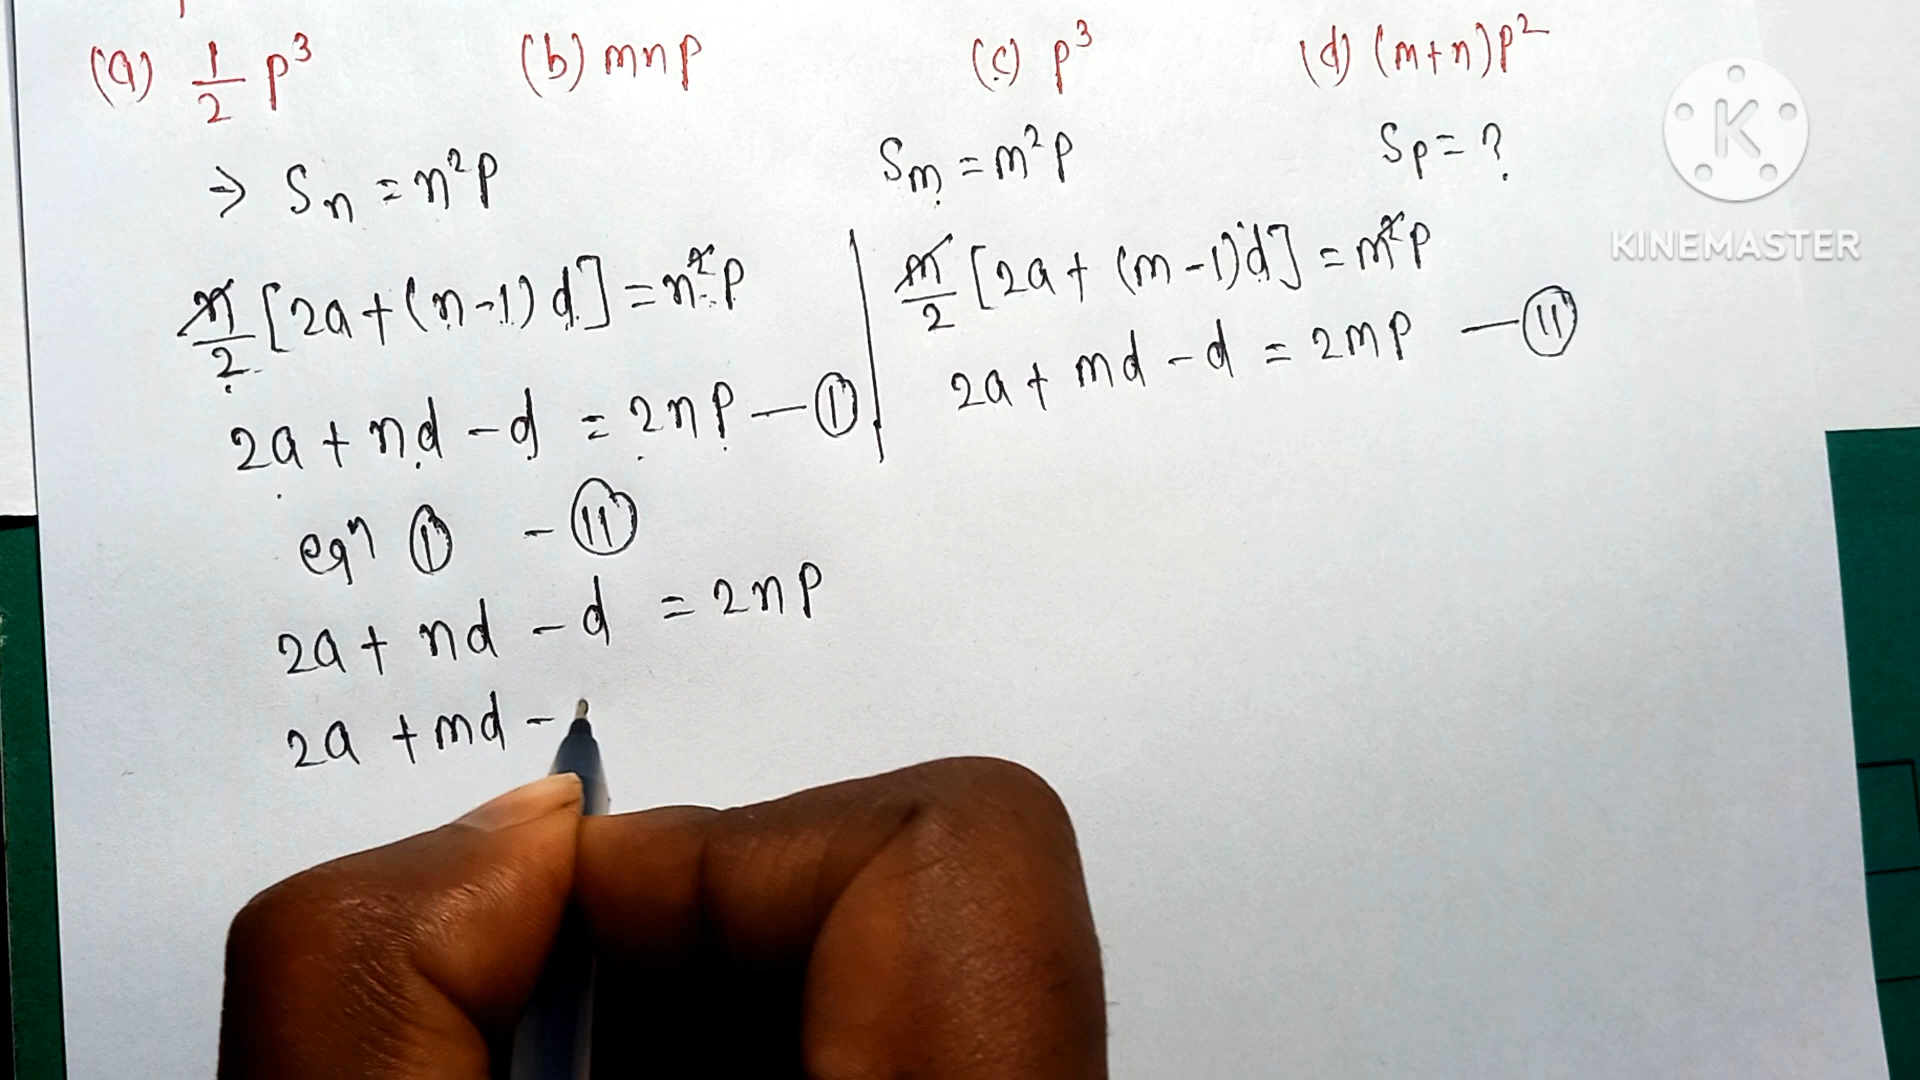 (a) 1/2 p³ (b) mnp (c) p³ (d) (m+n)p²
⇒ Sn = n²p Sm = m²p Sp = ?
n/2 [2a+(n-1)d] = n²p m/2 [2a+(m-1)d] = m²p
2a + nd - d = 2np — (I) 2a + md - d = 2mp — (II)
eqⁿ (I) - (II)
2a + nd - d = 2np
2a + md -
K
KINEMASTER